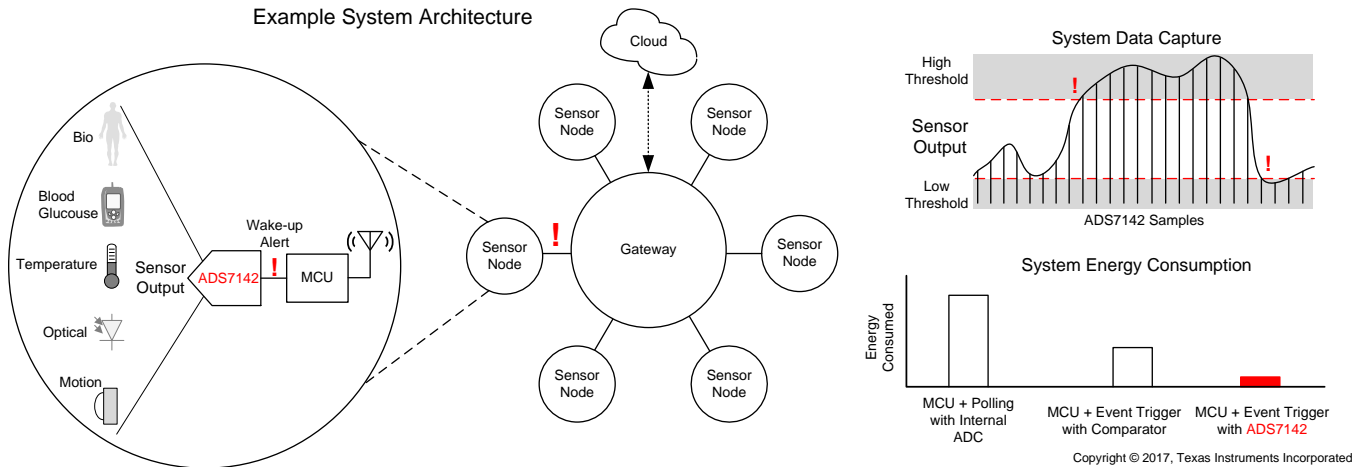 Example System Architecture
Cloud
Sensor
Node
Sensor
Node
Bio
Blood
Glucouse
Temperature
Optical
Motion
Sensor
Output
ADS7142
Wake-up
Alert
!
MCU
Sensor
Node
!
Gateway
Sensor
Node
Sensor
Node
Sensor
Node
System Data Capture
High
Threshold
!
Sensor
Output
!
Low
Threshold
ADS7142 Samples
System Energy Consumption
Energy
Consumed
MCU + Polling
with Internal
ADC
MCU + Event Trigger
with Comparator
MCU + Event Trigger
with ADS7142
Copyright © 2017, Texas Instruments Incorporated